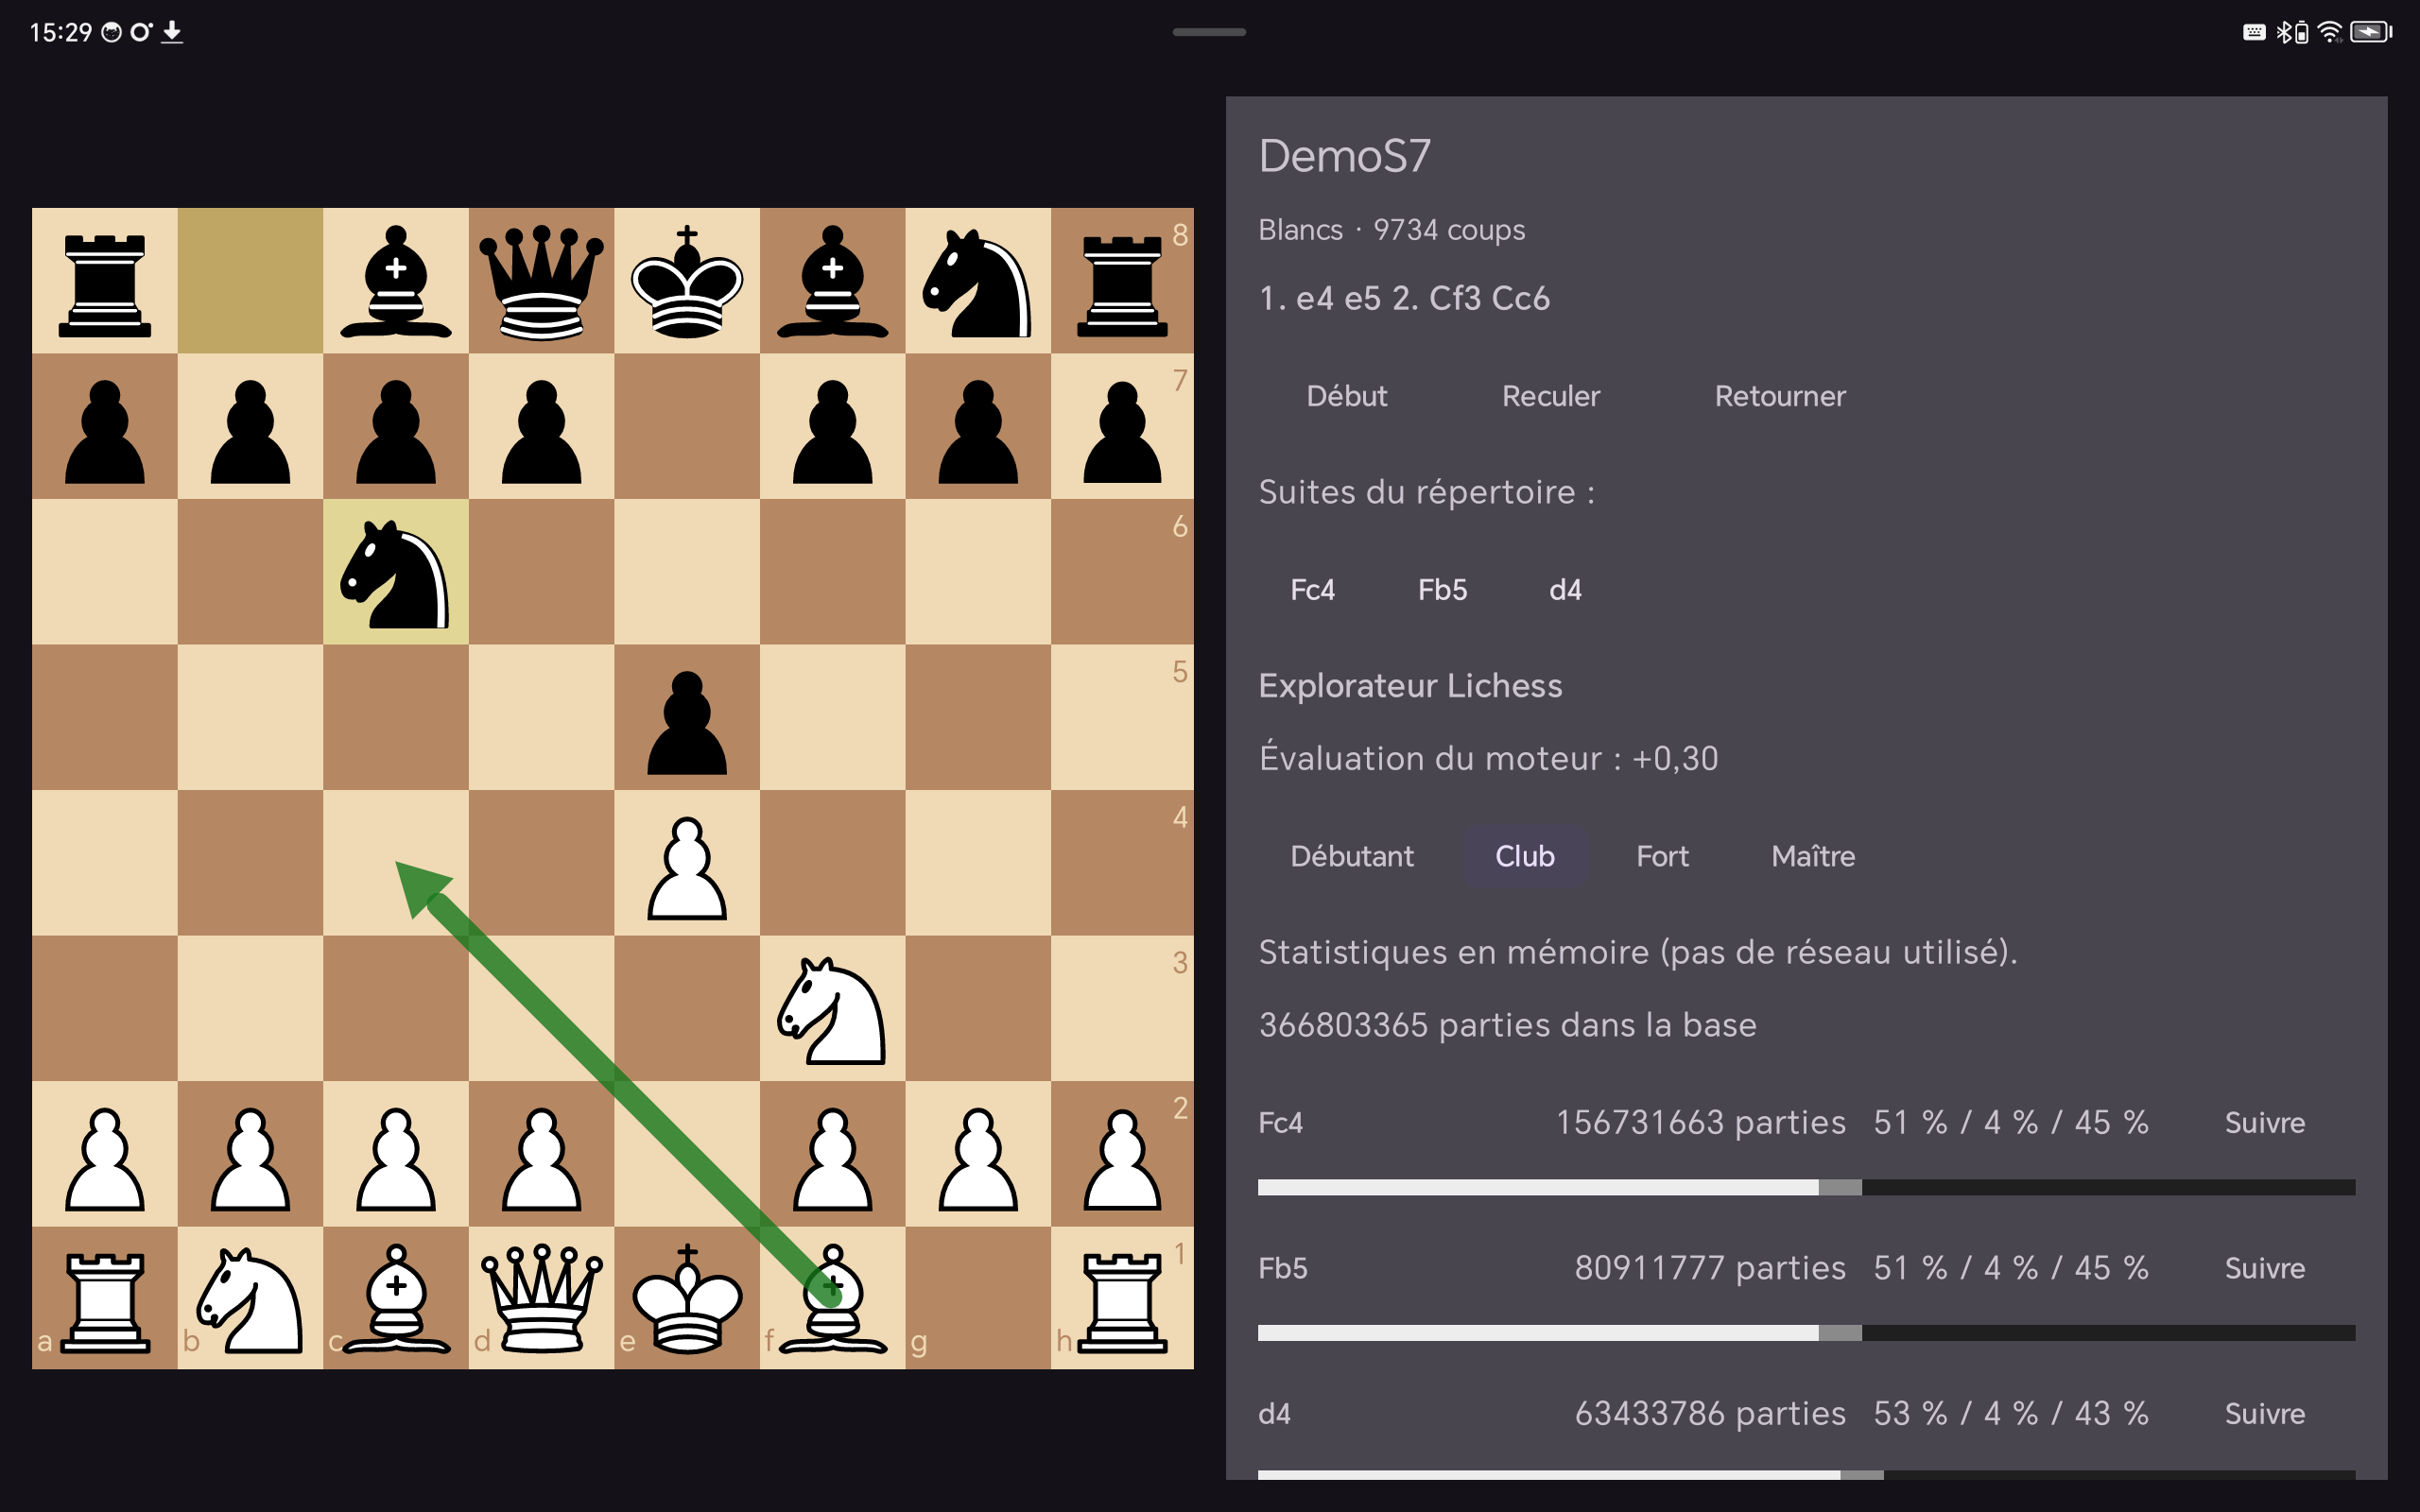 15:29
DemoS7
Blancs · 9734 coups
1. e4 e5 2. Cf3 Cc6
Début Reculer Retourner
Suites du répertoire :
Fc4 Fb5 d4
Explorateur Lichess
Évaluation du moteur : +0,30
Débutant Club Fort Maître
Statistiques en mémoire (pas de réseau utilisé).
366803365 parties dans la base
Fc4 156731663 parties 51 % / 4 % / 45 % Suivre
Fb5 80911777 parties 51 % / 4 % / 45 % Suivre
d4 63433786 parties 53 % / 4 % / 43 % Suivre
8
7
6
5
4
3
2
1
a b c d e f g h